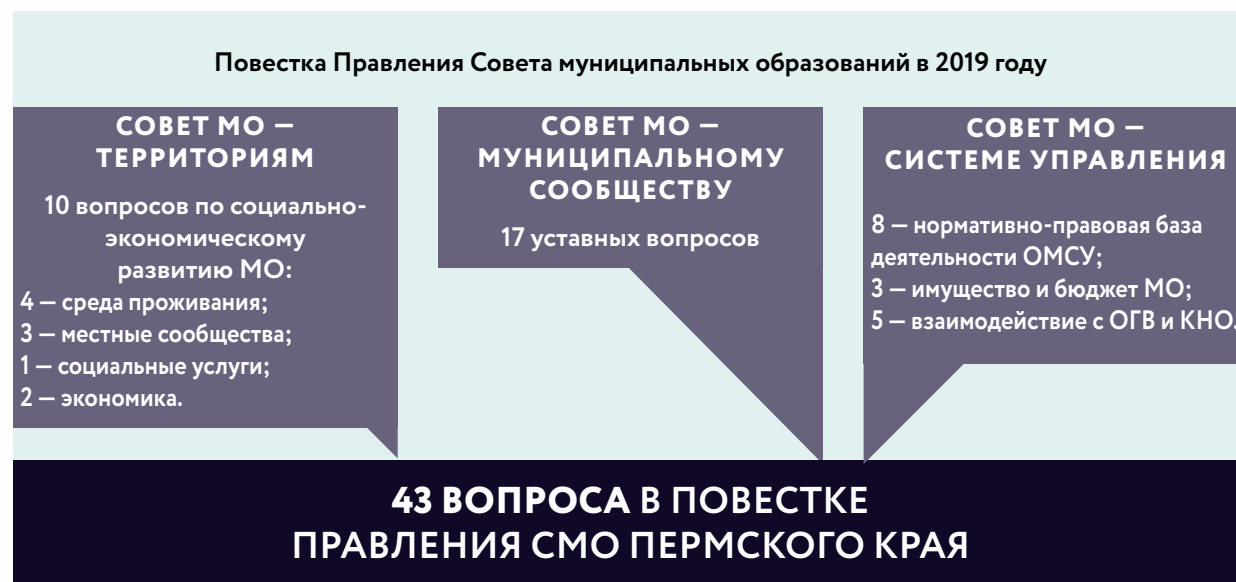 Повестка Правления Совета муниципальных образований в 2019 году
СОВЕТ МО —
ТЕРРИТОРИЯМ
10 вопросов по социально-
экономическому
развитию МО:
4 — среда проживания;
3 — местные сообщества;
1 — социальные услуги;
2 — экономика.
СОВЕТ МО —
МУНИЦИПАЛЬНОМУ
СООБЩЕСТВУ
17 уставных вопросов
СОВЕТ МО —
СИСТЕМЕ УПРАВЛЕНИЯ
8 — нормативно-правовая база
деятельности ОМСУ;
3 — имущество и бюджет МО;
5 — взаимодействие с ОГВ и КНО.
43 ВОПРОСА В ПОВЕСТКЕ
ПРАВЛЕНИЯ СМО ПЕРМСКОГО КРАЯ